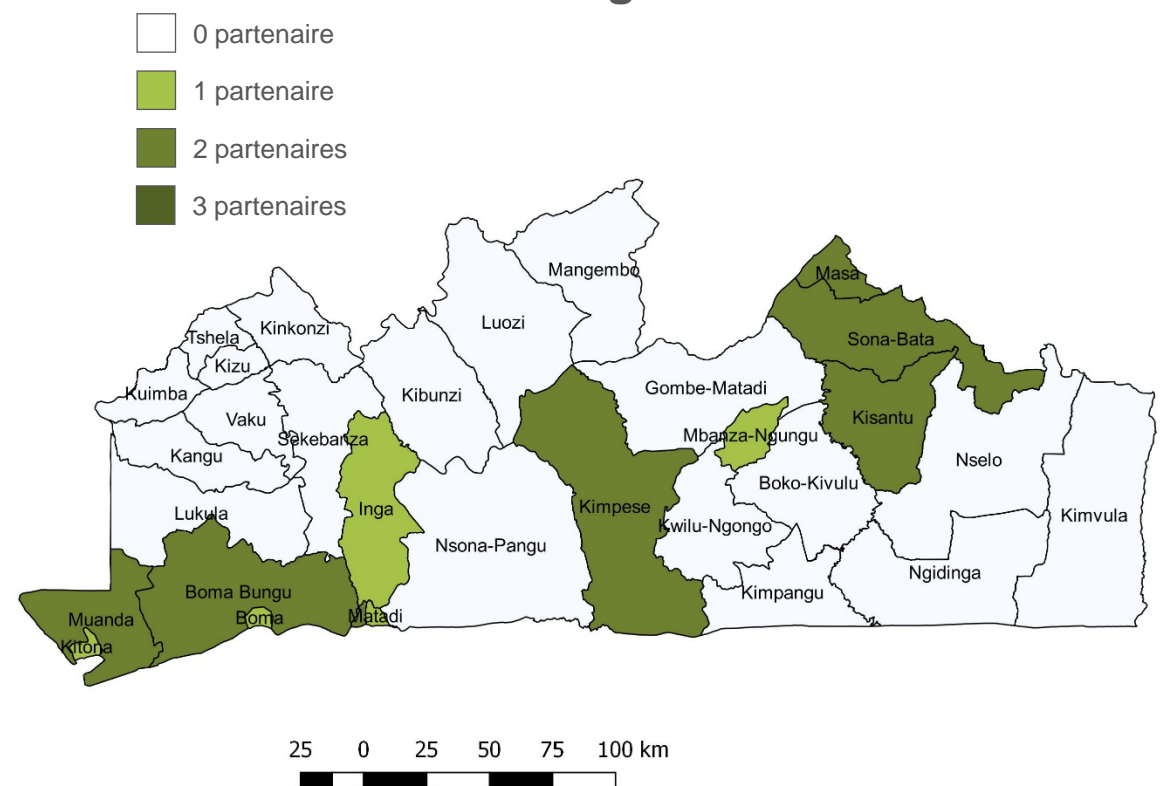 0 partenaire
1 partenaire
2 partenaires
3 partenaires
Mangembo
Masa
Luozi
Kinkonzi
Tshela
Sona-Bata
Kizu
Kuimba
Kibunzi
Gombe-Matadi
Vaku
Kisantu
Sekebanza
Mbanza-Ngungu
Kangu
Nselo
Boko-Kivulu
Inga
Kimpese
Lukula
Kimvula
Kwilu-Ngongo
Nsona-Pangu
Ngidinga
Boma Bungu
Kimpangu
Muanda
Boma
Matadi
Kitona
25 0 25 50 75 100 km